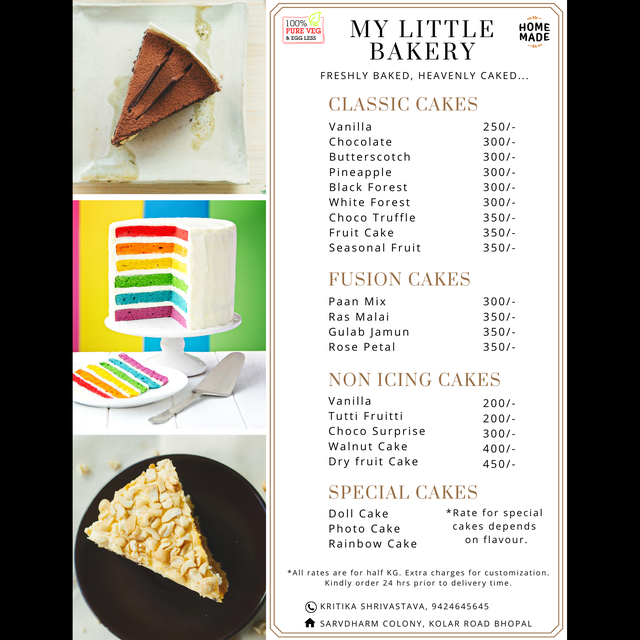 100%
PURE VEG
& EGG LESS
MY LITTLE
BAKERY
HOME
MADE
FRESHLY BAKED, HEAVENLY CAKED...
CLASSIC CAKES
Vanilla 250/-
Chocolate 300/-
Butterscotch 300/-
Pineapple 300/-
Black Forest 300/-
White Forest 300/-
Choco Truffle 350/-
Fruit Cake 350/-
Seasonal Fruit 350/-
FUSION CAKES
Paan Mix 300/-
Ras Malai 350/-
Gulab Jamun 350/-
Rose Petal 350/-
NON ICING CAKES
Vanilla 200/-
Tutti Fruitti 200/-
Choco Surprise 300/-
Walnut Cake 400/-
Dry fruit Cake 450/-
SPECIAL CAKES
Doll Cake
Photo Cake
Rainbow Cake
*Rate for special
cakes depends
on flavour.
*All rates are for half KG. Extra charges for customization.
Kindly order 24 hrs prior to delivery time.
KRITIKA SHRIVASTAVA, 9424645645
SARVDHARM COLONY, KOLAR ROAD BHOPAL